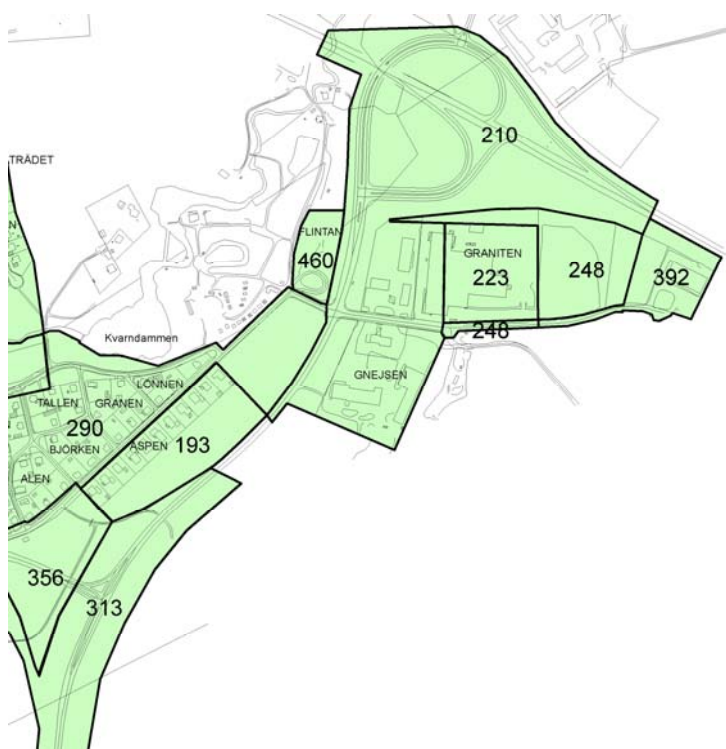 210
TRÄDET
FLINTAN
460
GRANITEN
223
248
392
248
Kvarndammen
GNEJSEN
LÖNNEN
TALLEN
GRANEN
290
BJÖRKEN
ASPEN
193
ALEN
356
313